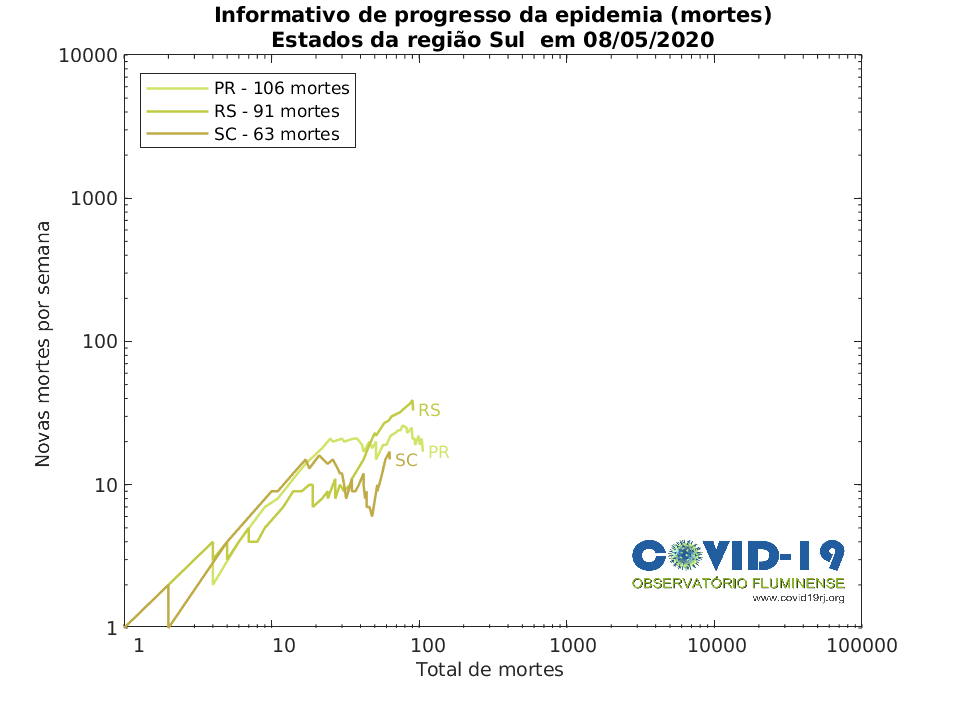 Informativo de progresso da epidemia (mortes)
Estados da região Sul em 08/05/2020
10000
1000
100
10
1
Novas mortes por semana
PR - 106 mortes
RS - 91 mortes
SC - 63 mortes
RS
PR
SC
COVID-19
OBSERVATÓRIO FLUMINENSE
www.covid19rj.org
1 10 100 1000 10000 100000
Total de mortes